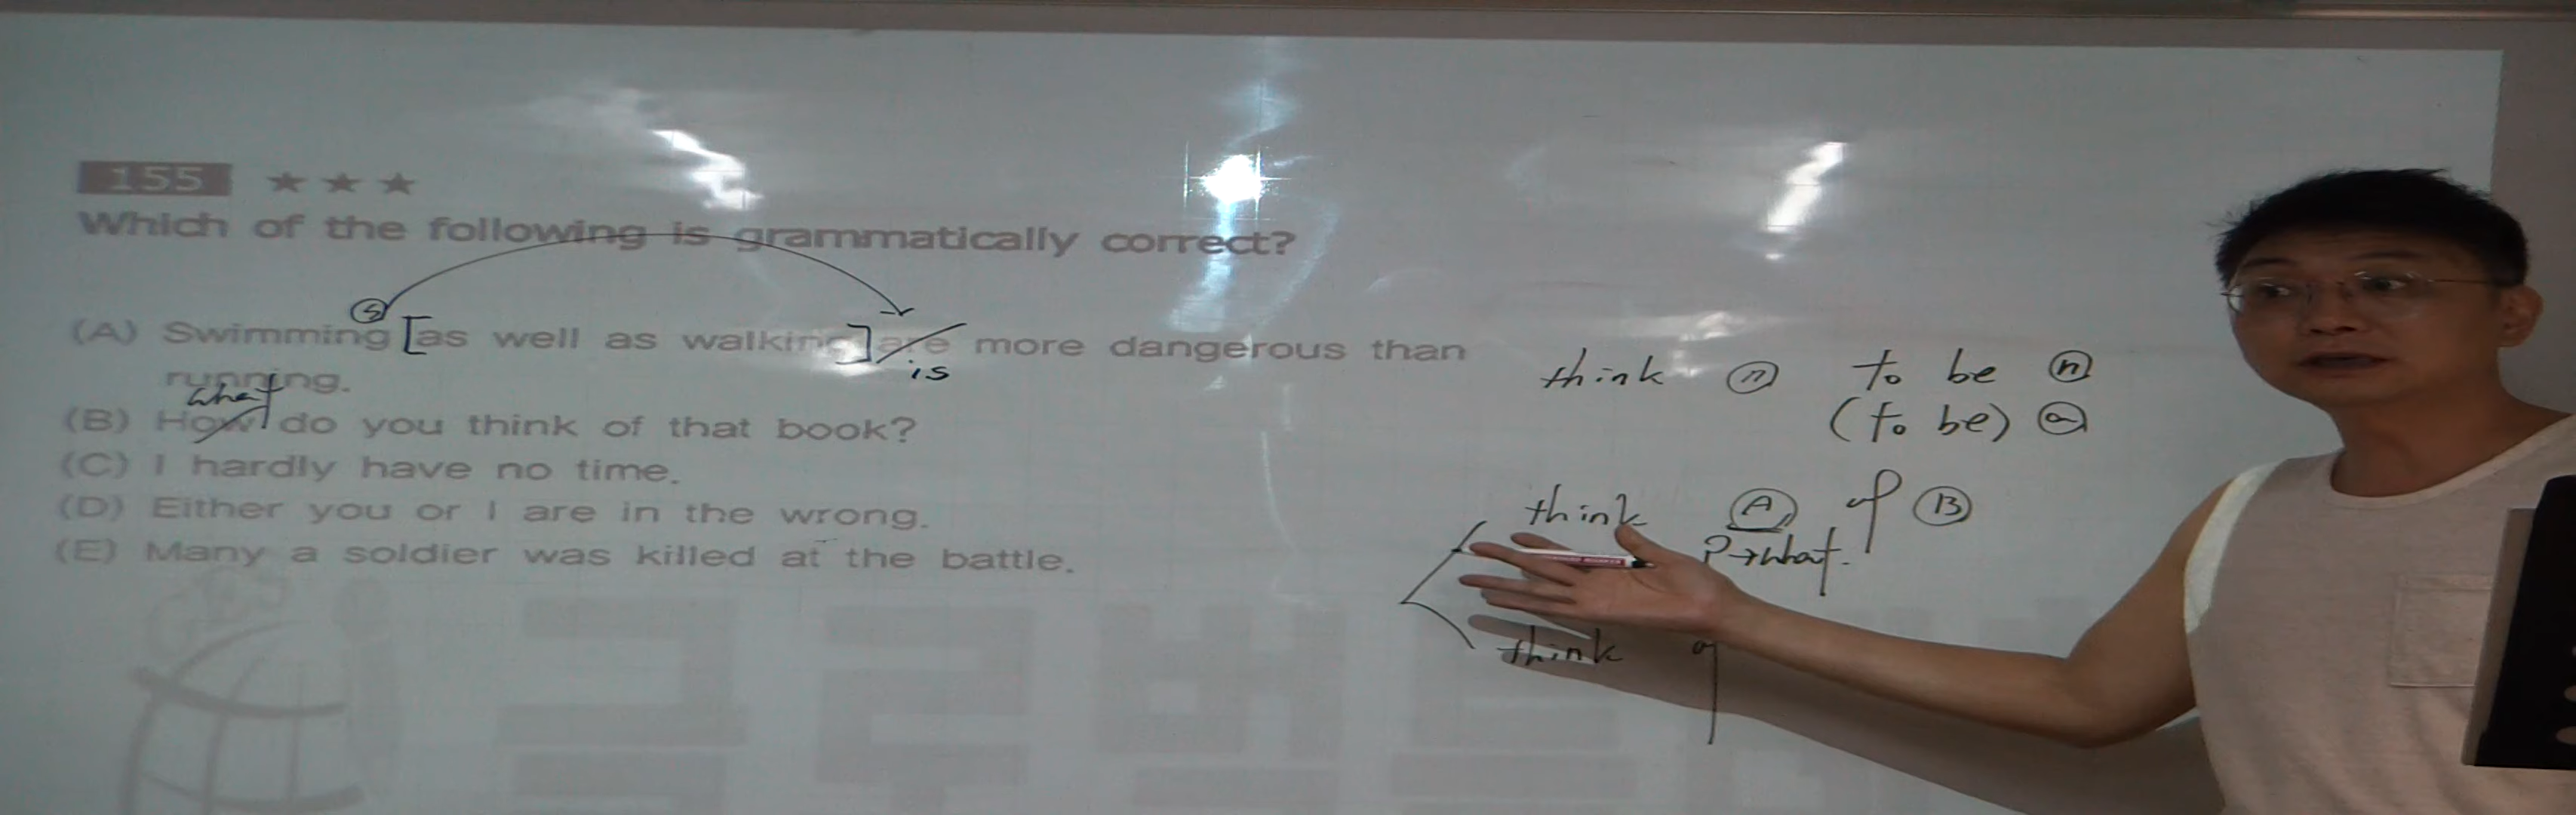 155 ★★★
Which of the following is grammatically correct?
(A) Swimming [as well as walking] are more dangerous than
is
running.
what
(B) How do you think of that book?
(C) I hardly have no time.
(D) Either you or I are in the wrong.
(E) Many a soldier was killed at the battle.
think ⓝ to be ⓝ
(to be) ⓐ
think Ⓐ of Ⓑ
? → what.
think of